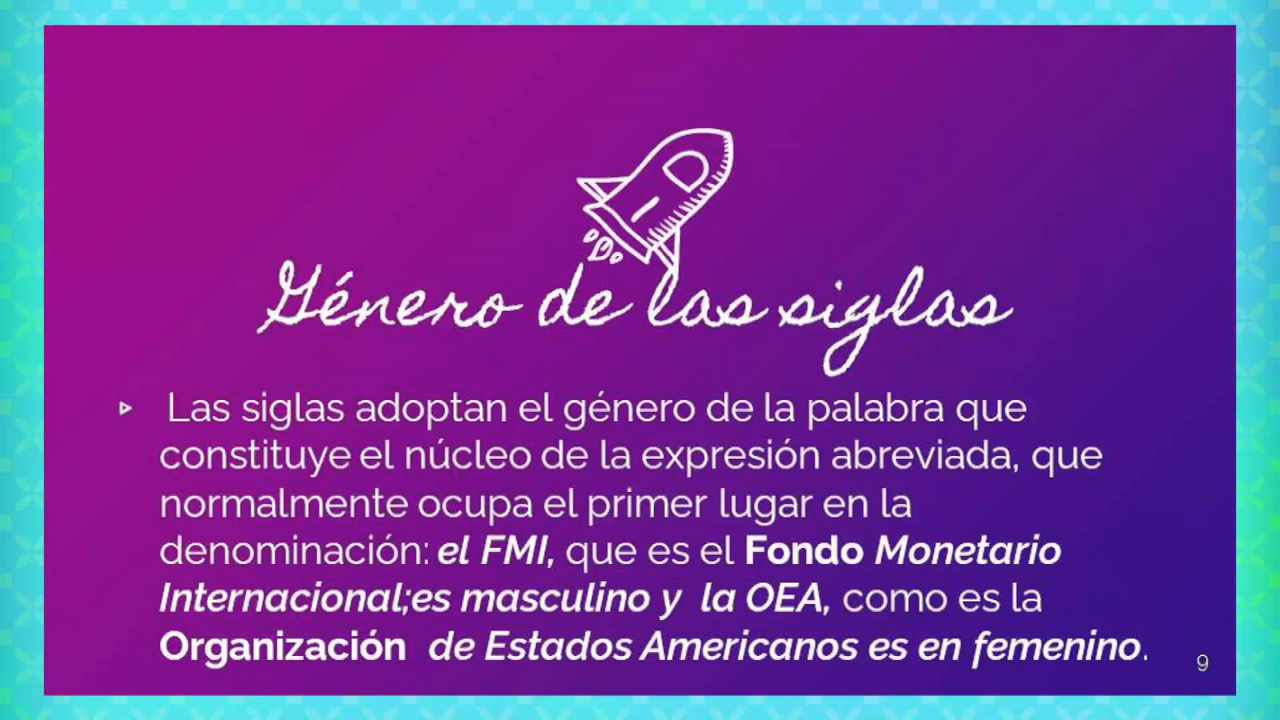 Género de las siglas
▹ Las siglas adoptan el género de la palabra que
constituye el núcleo de la expresión abreviada, que
normalmente ocupa el primer lugar en la
denominación: el FMI, que es el Fondo Monetario
Internacional;es masculino y la OEA, como es la
Organización de Estados Americanos es en femenino.
9